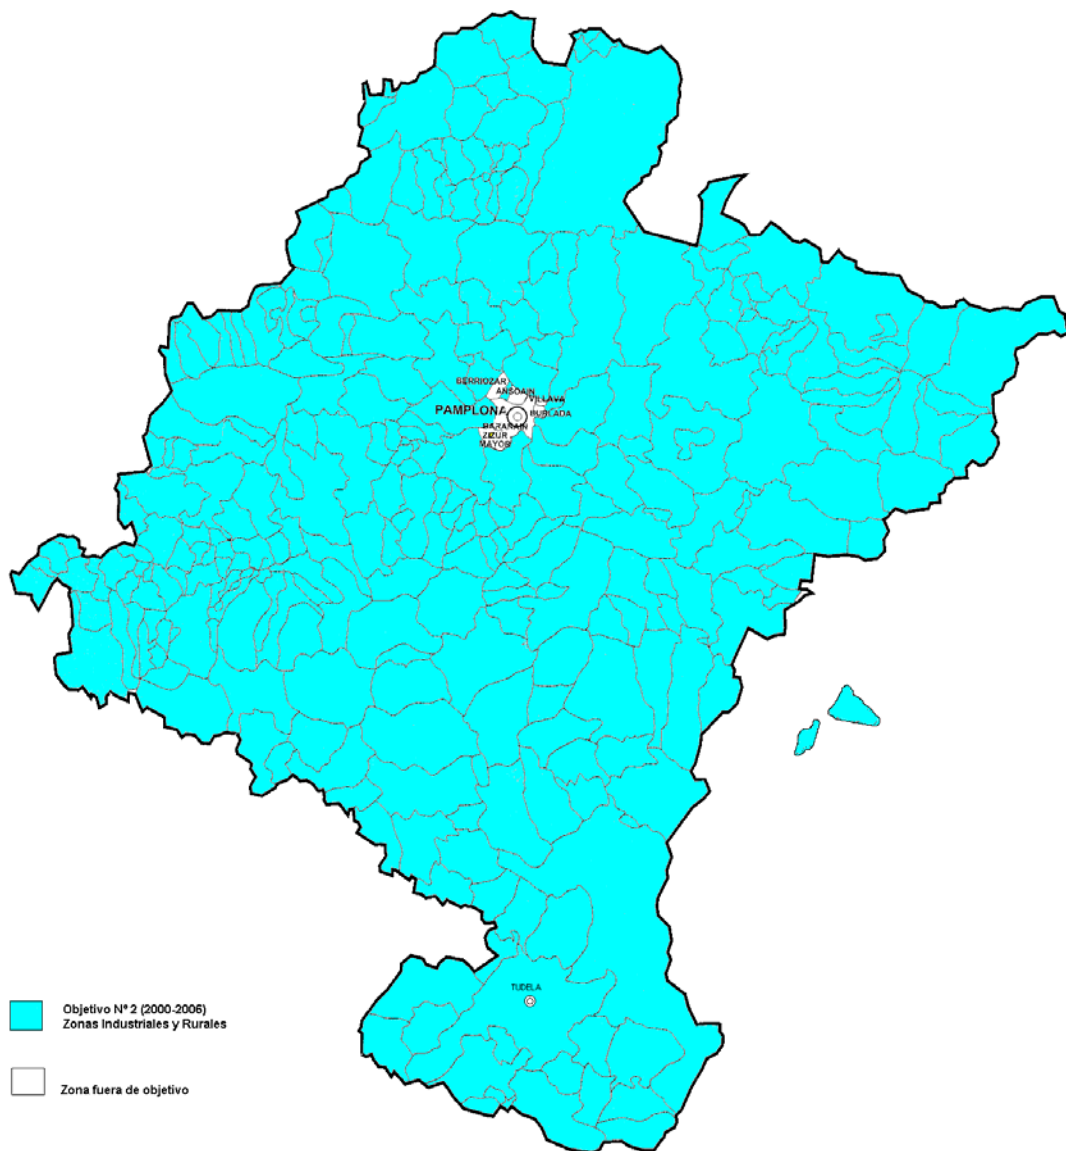 BERRIOZAR
ANSOAIN
VILLAVA
PAMPLONA
BURLADA
BARAÑAIN
ZIZUR
MAYOR
TUDELA
Objetivo Nº 2 (2000-2006)
Zonas Industriales y Rurales
Zona fuera de objetivo